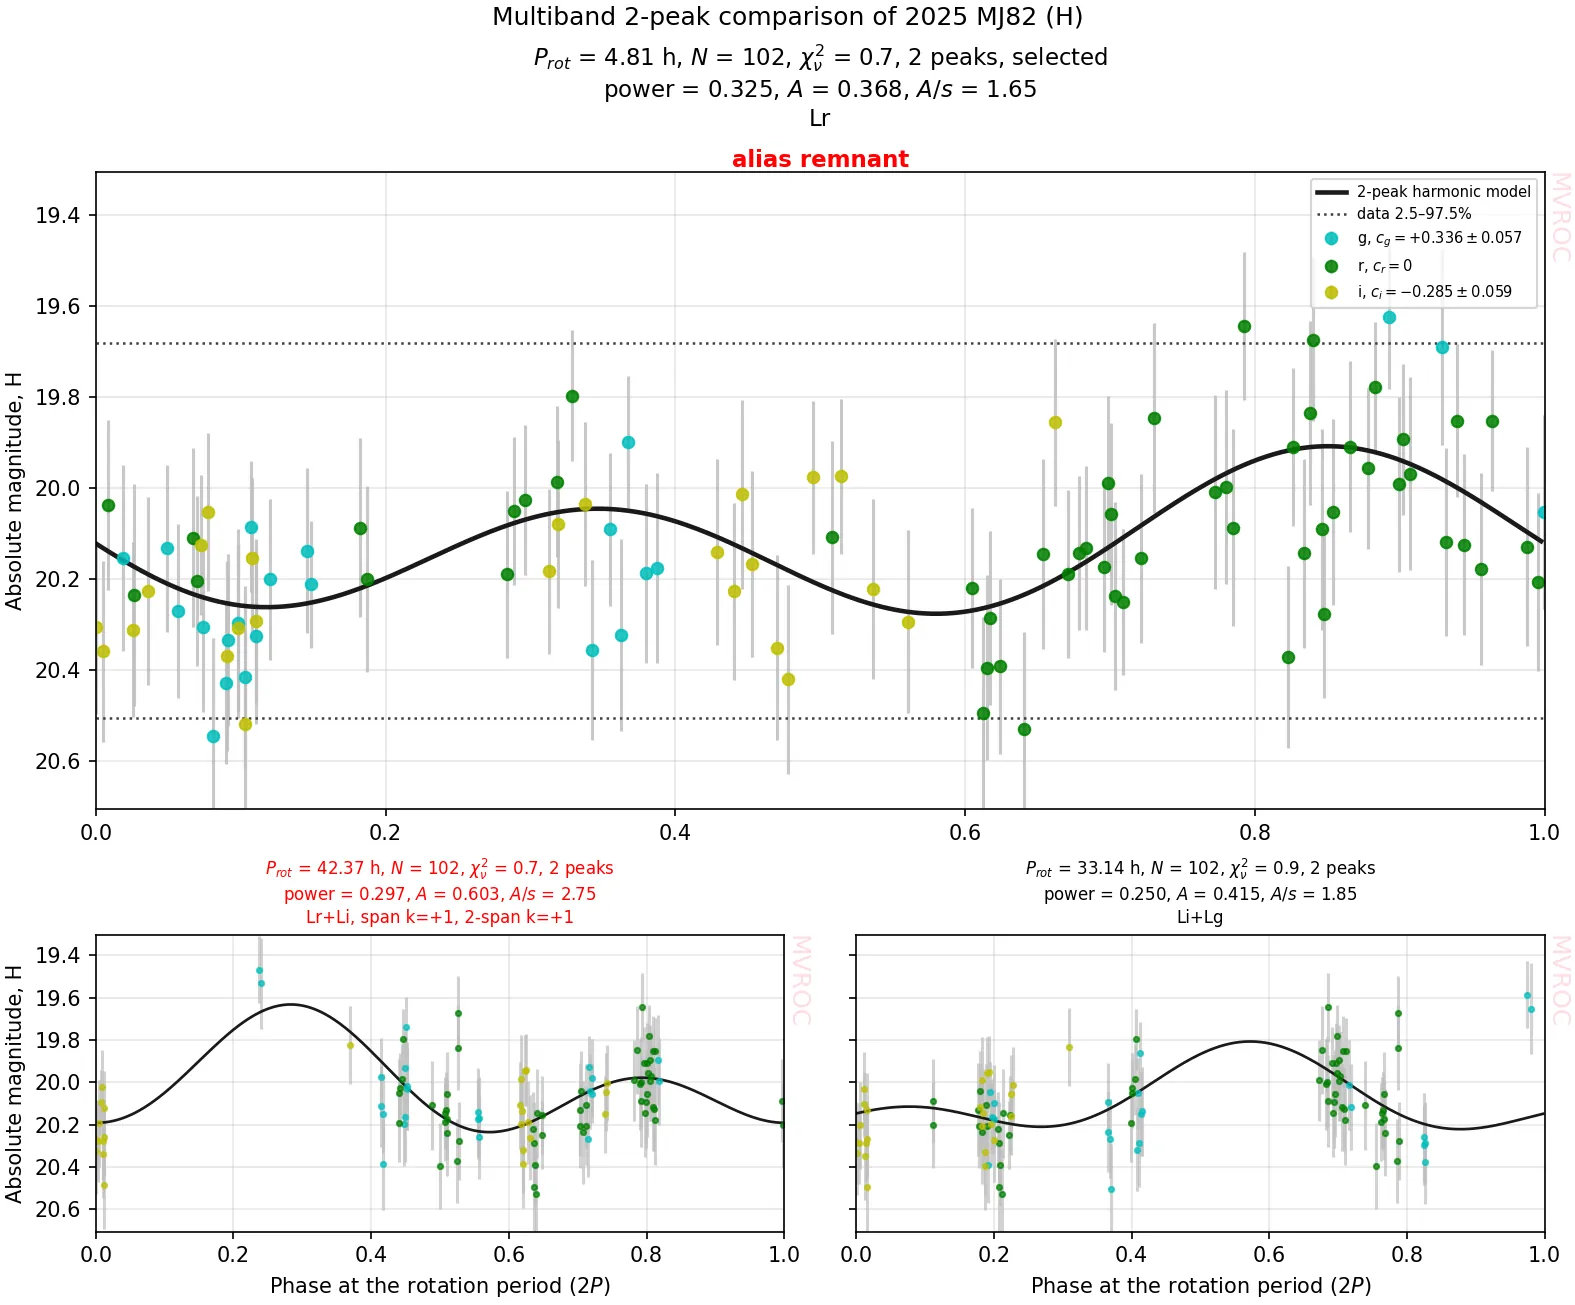 Multiband 2-peak comparison of 2025 MJ82 (H)
P_rot = 4.81 h, N = 102, χ²_ν = 0.7, 2 peaks, selected
power = 0.325, A = 0.368, A/s = 1.65
Lr
alias remnant
MVROC
2-peak harmonic model
data 2.5–97.5%
g, c_g = +0.336 ± 0.057
r, c_r = 0
i, c_i = −0.285 ± 0.059
Absolute magnitude, H
19.4
19.6
19.8
20.0
20.2
20.4
20.6
0.0 0.2 0.4 0.6 0.8 1.0
P_rot = 42.37 h, N = 102, χ²_ν = 0.7, 2 peaks
power = 0.297, A = 0.603, A/s = 2.75
Lr+Li, span k=+1, 2-span k=+1
MVROC
Absolute magnitude, H
19.4
19.6
19.8
20.0
20.2
20.4
20.6
0.0 0.2 0.4 0.6 0.8 1.0
Phase at the rotation period (2P)
P_rot = 33.14 h, N = 102, χ²_ν = 0.9, 2 peaks
power = 0.250, A = 0.415, A/s = 1.85
Li+Lg
MVROC
0.0 0.2 0.4 0.6 0.8 1.0
Phase at the rotation period (2P)